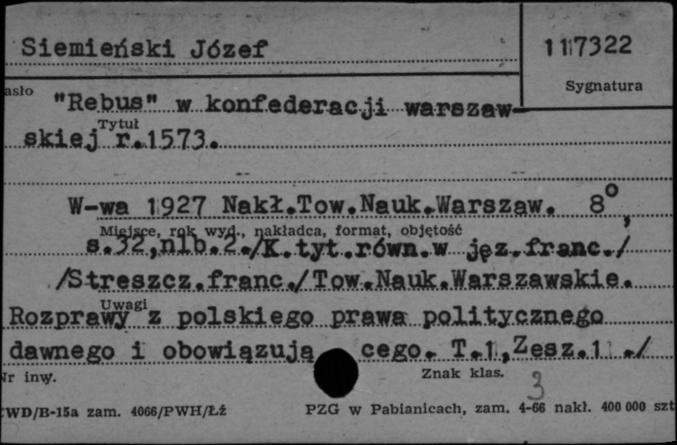 Siemieński Józef
117322
asło
Sygnatura
"Rebus" w konfederacji warszaw-
Tytuł
skiej r.1573.
W-wa 1927 Nakł.Tow.Nauk.Warszaw. 8°,
Miejsce, rok wyd., nakładca, format, objętość
s.32,nlb.2./K.tyt.równ.w jęz.franc./
/Streszcz.franc./Tow.Nauk.Warszawskie.
Uwagi
Rozprawy z polskiego prawa politycznego
dawnego i obowiązują cego. T.1,Zesz.1 ./
Nr inw.
Znak klas.
3
ZWD/B-15a zam. 4066/PWH/Łź
PZG w Pabianicach, zam. 4-66 nakł. 400 000 szt